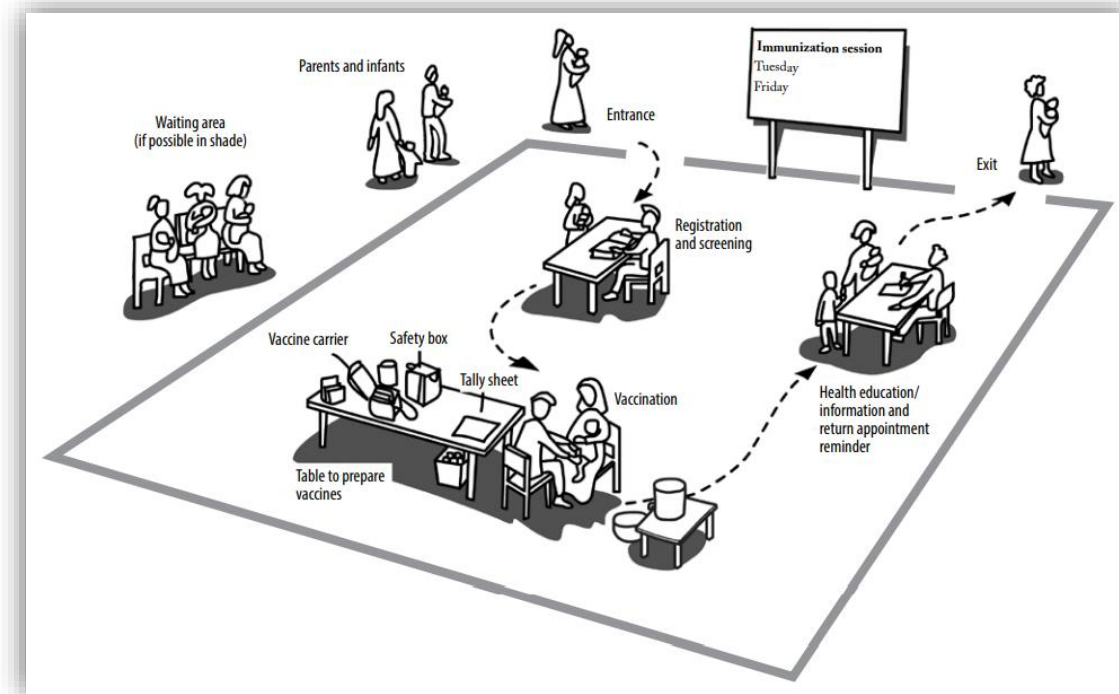 Immunization session
Tuesday
Friday
Parents and infants
Entrance
Waiting area
(if possible in shade)
Exit
Registration
and screening
Vaccine carrier
Safety box
Tally sheet
Vaccination
Table to prepare
vaccines
Health education/
information and
return appointment
reminder